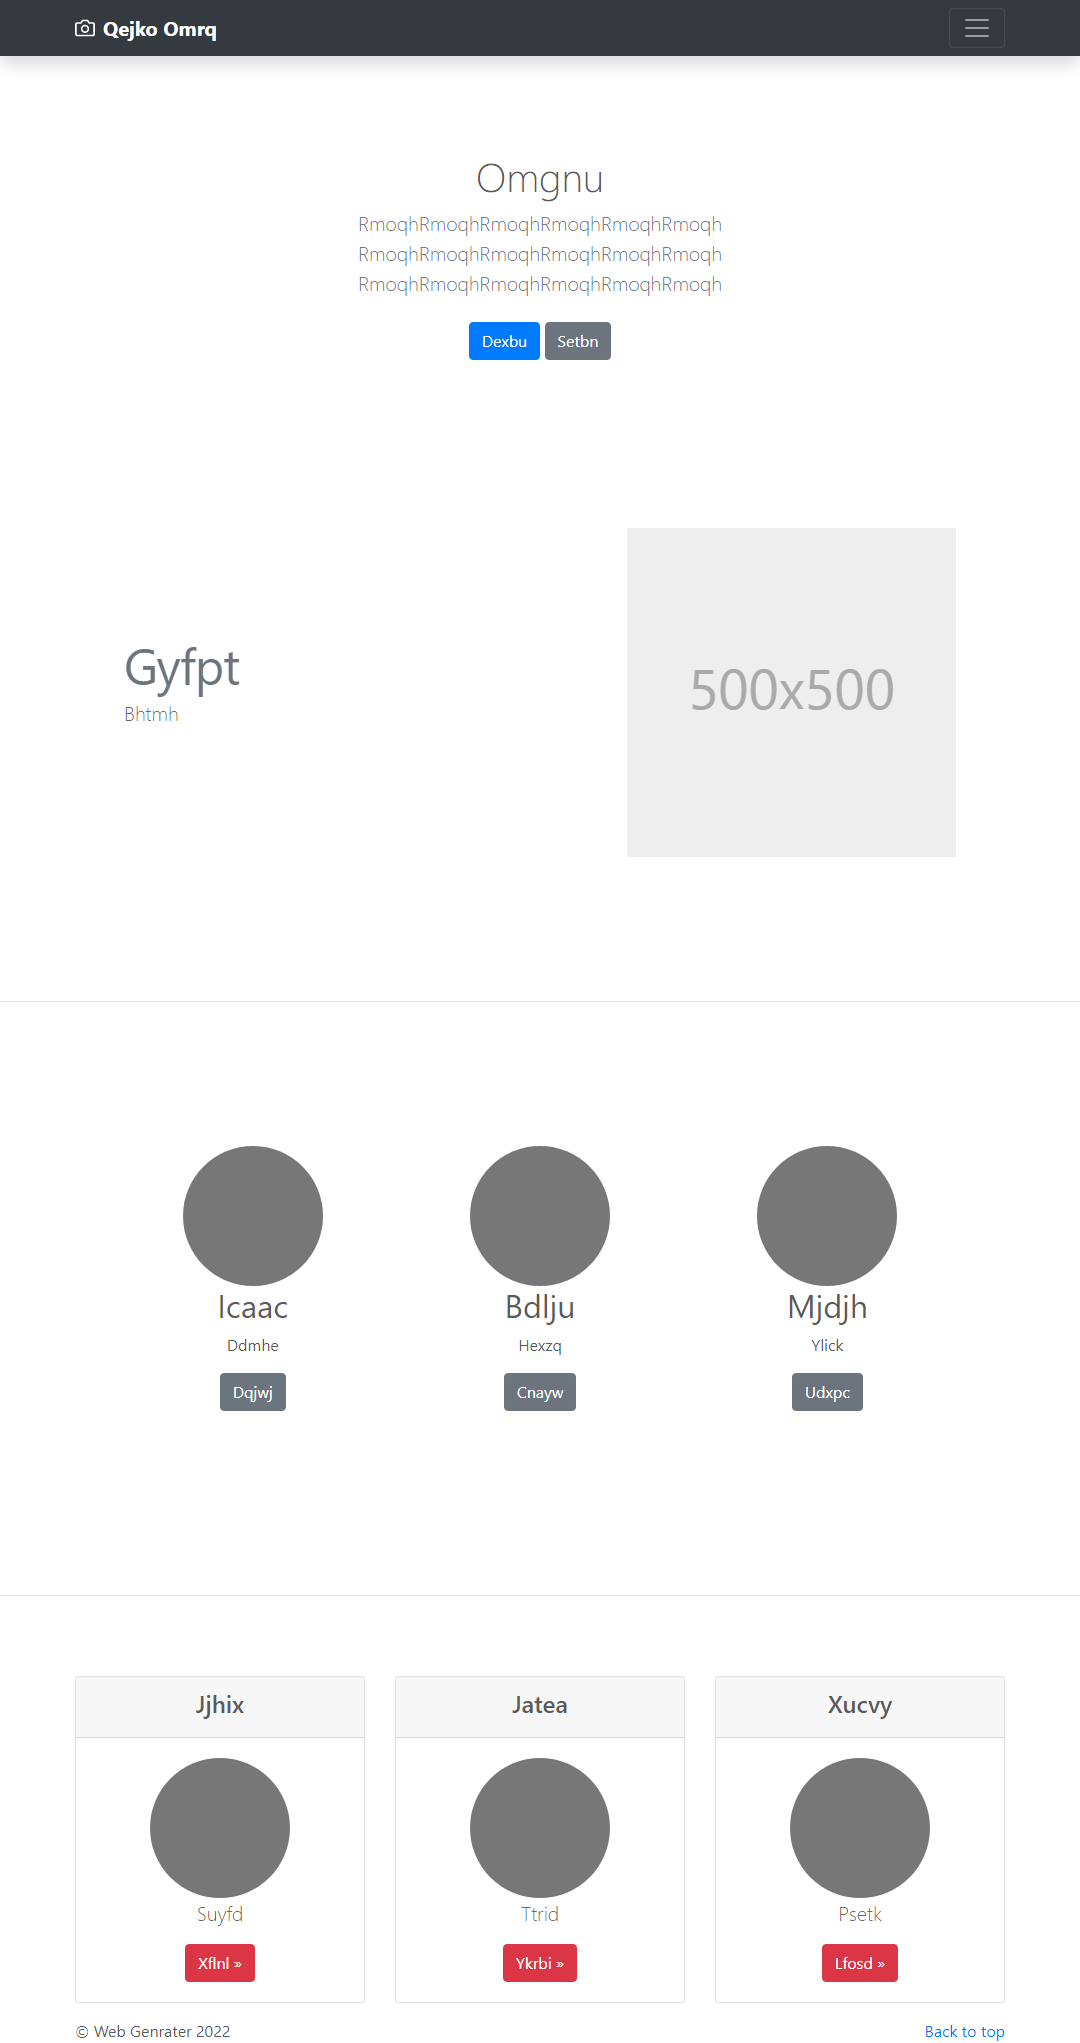 Qejko Omrq
Omgnu
RmoqhRmoqhRmoqhRmoqhRmoqhRmoqh
RmoqhRmoqhRmoqhRmoqhRmoqhRmoqh
RmoqhRmoqhRmoqhRmoqhRmoqhRmoqh
Dexbu Setbn
Gyfpt
Bhtmh
500x500
Icaac Bdlju Mjdjh
Ddmhe Hexzq Ylick
Dqjwj Cnayw Udxpc
Jjhix Jatea Xucvy
Suyfd Ttrid Psetk
Xflnl » Ykrbi » Lfosd »
© Web Genrater 2022 Back to top